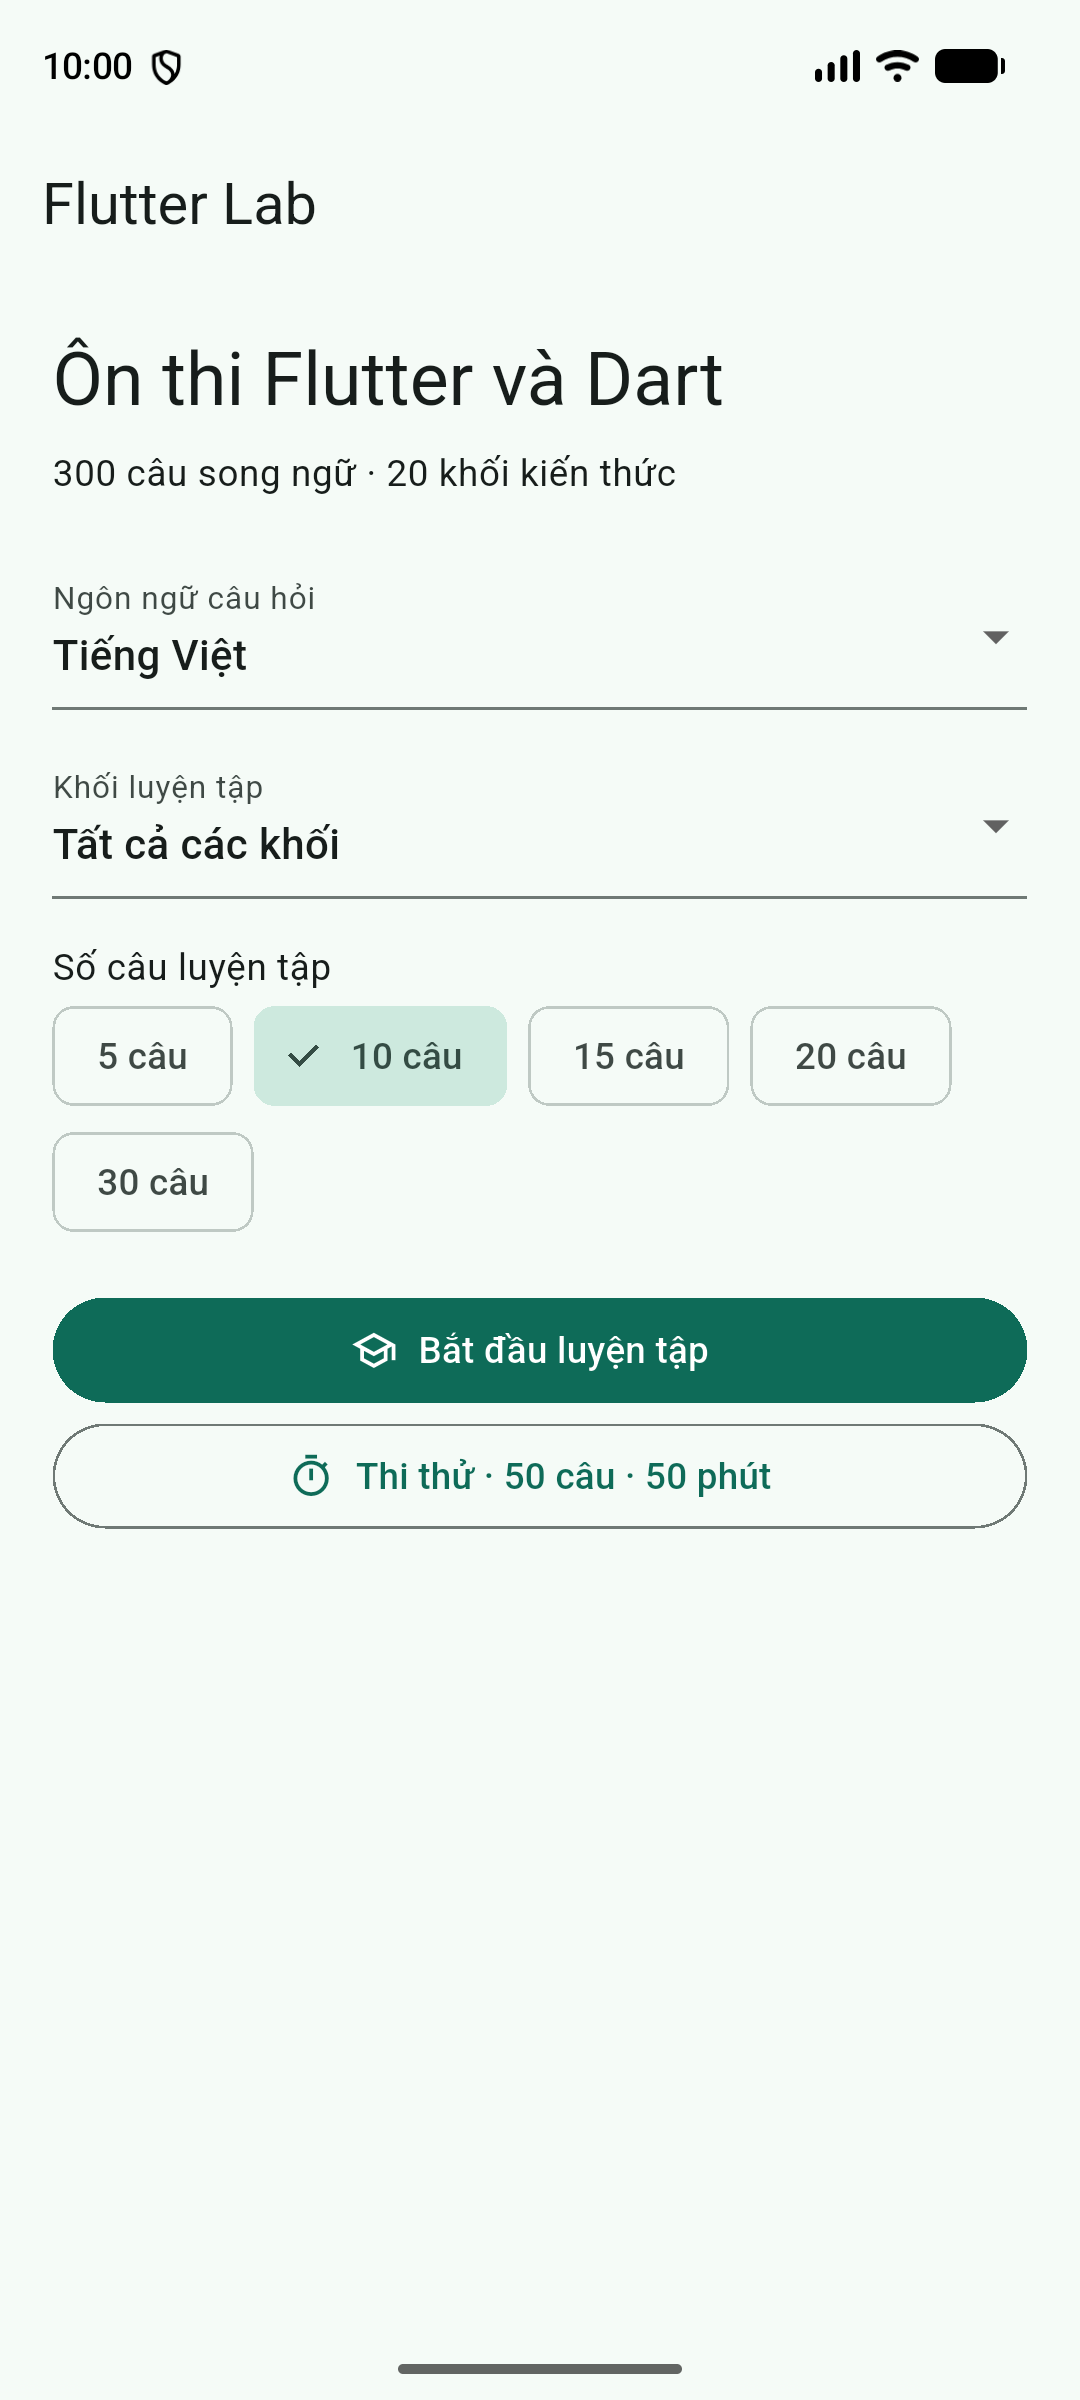 10:00
Flutter Lab
Ôn thi Flutter và Dart
300 câu song ngữ · 20 khối kiến thức
Ngôn ngữ câu hỏi
Tiếng Việt
Khối luyện tập
Tất cả các khối
Số câu luyện tập
5 câu
10 câu
15 câu
20 câu
30 câu
Bắt đầu luyện tập
Thi thử · 50 câu · 50 phút